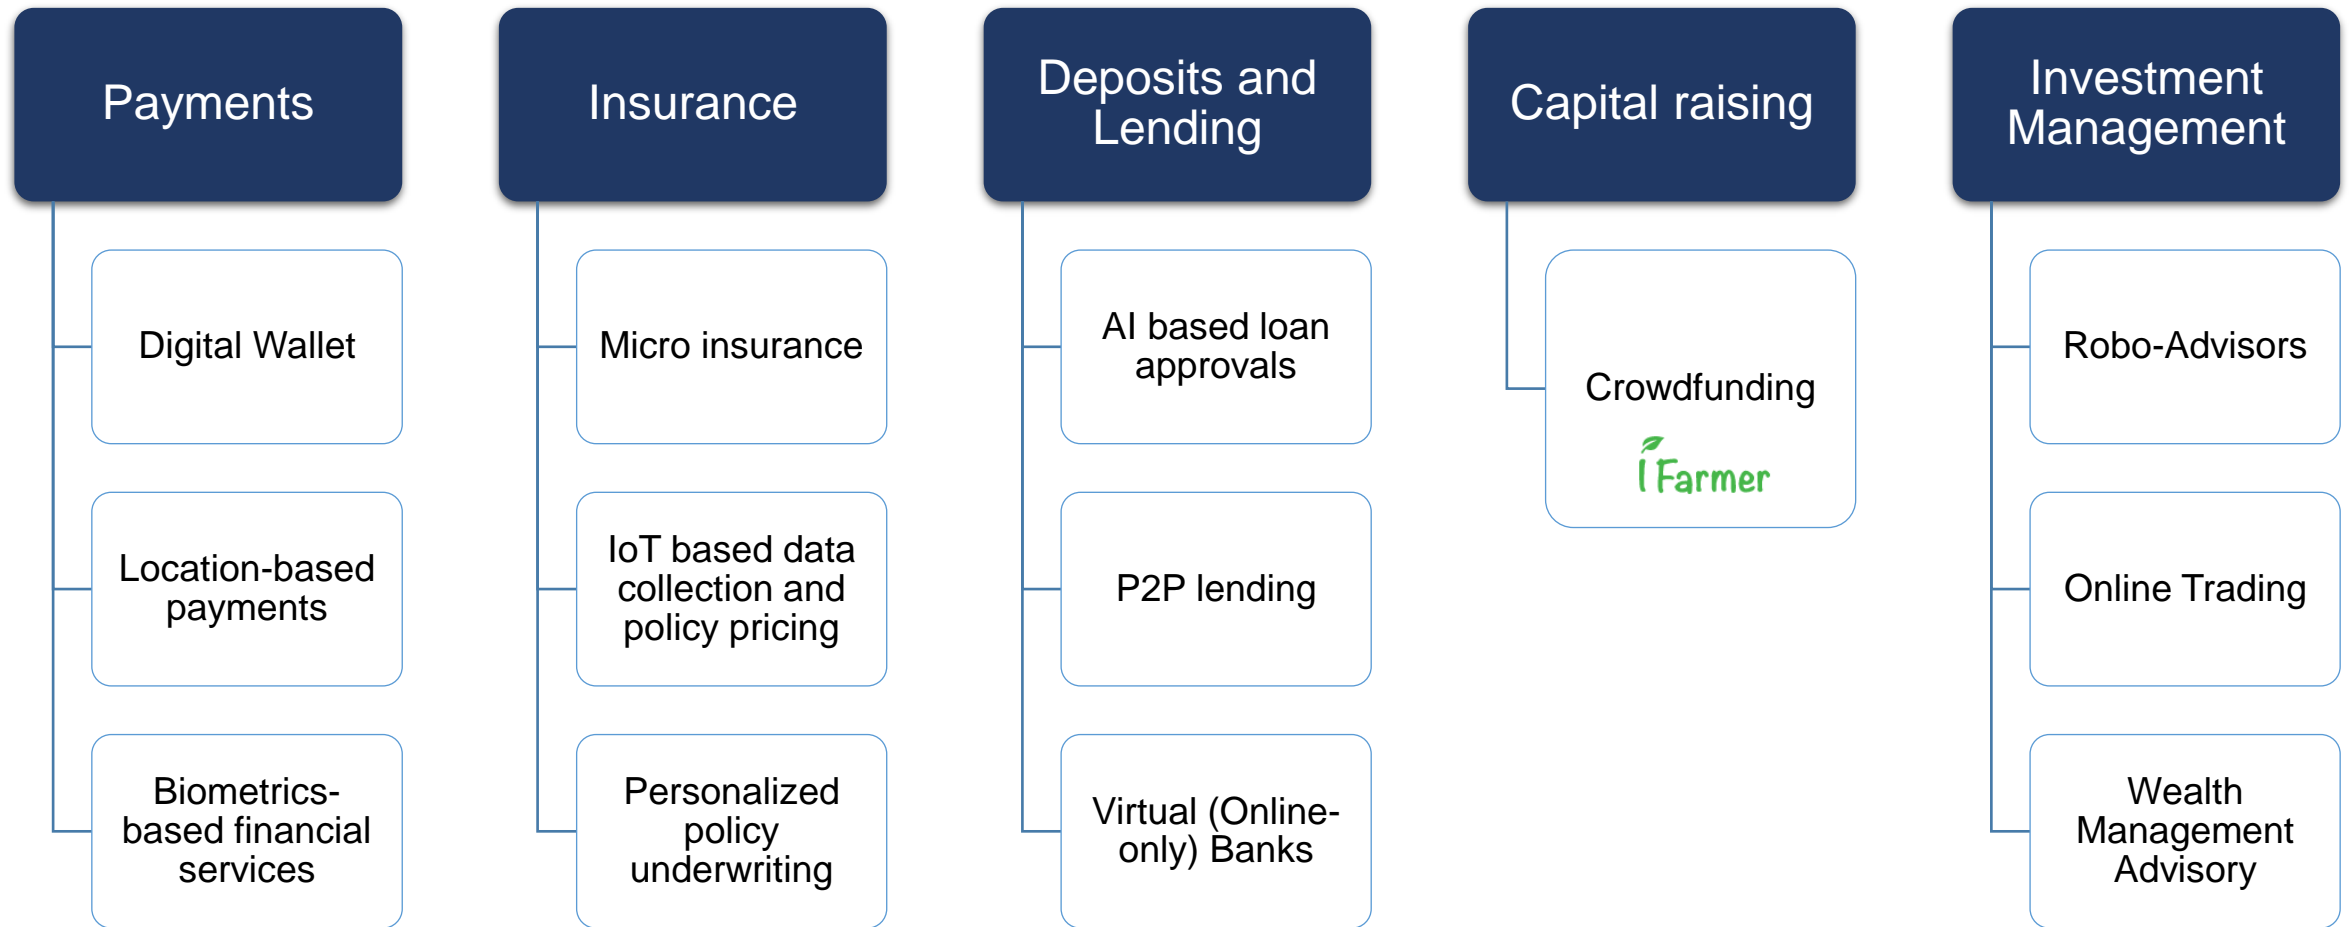 Payments
Insurance
Deposits and
Lending
Capital raising
Investment
Management
Digital Wallet
Location-based
payments
Biometrics-
based financial
services
Micro insurance
IoT based data
collection and
policy pricing
Personalized
policy
underwriting
AI based loan
approvals
P2P lending
Virtual (Online-
only) Banks
Crowdfunding
iFarmer
Robo-Advisors
Online Trading
Wealth
Management
Advisory